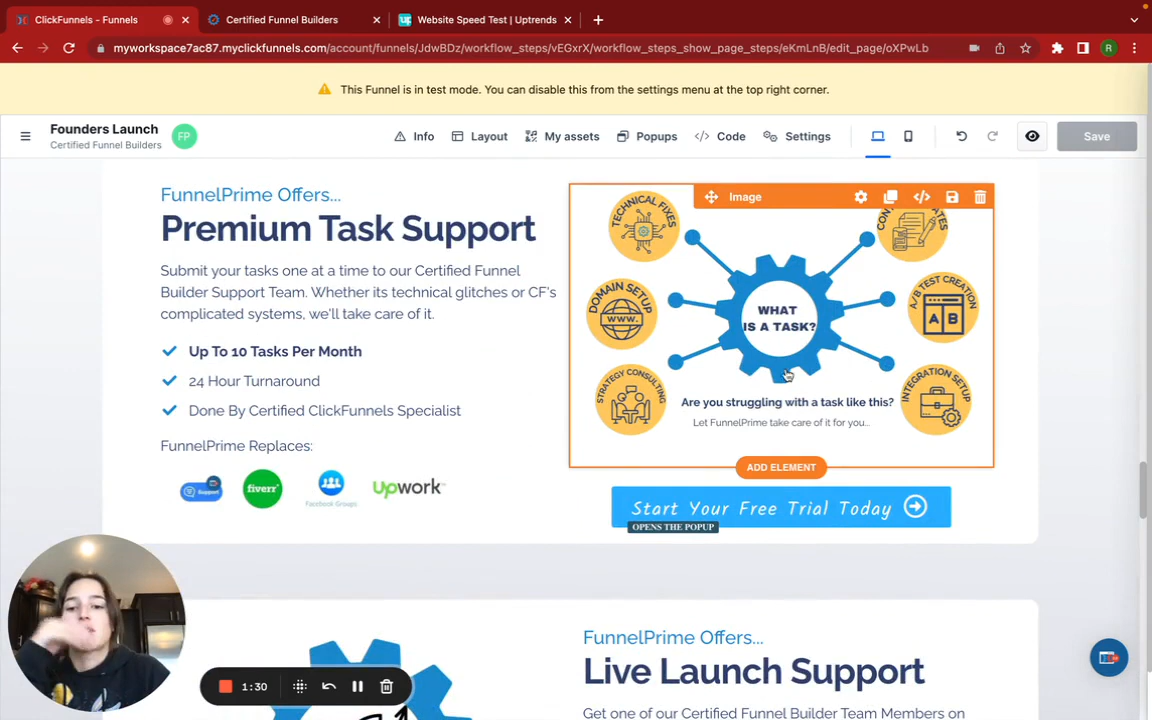 ClickFunnels - Funnels
Certified Funnel Builders
Website Speed Test | Uptrends
myworkspace7ac87.myclickfunnels.com/account/funnels/JdwBDz/workflow_steps/vEGxrX/workflow_steps_show_page_steps/eKmLnB/edit_page/oXPwLb
R
This Funnel is in test mode. You can disable this from the settings menu at the top right corner.
Founders Launch
Certified Funnel Builders
FP
Info
Layout
My assets
Popups
Code
Settings
Save
FunnelPrime Offers...
Premium Task Support
Submit your tasks one at a time to our Certified Funnel
Builder Support Team. Whether its technical glitches or CF's
complicated systems, we'll take care of it.
Up To 10 Tasks Per Month
24 Hour Turnaround
Done By Certified ClickFunnels Specialist
FunnelPrime Replaces:
Support
fiverr
Facebook Groups
Upwork
Image
TECHNICAL FIXES
DOMAIN SETUP
WWW.
STRATEGY CONSULTING
WHAT
IS A TASK?
A/B TEST CREATION
A B
INTEGRATION SETUP
Are you struggling with a task like this?
Let FunnelPrime take care of it for you...
ADD ELEMENT
Start Your Free Trial Today
OPENS THE POPUP
1:30
FunnelPrime Offers...
Live Launch Support
Get one of our Certified Funnel Builder Team Members on